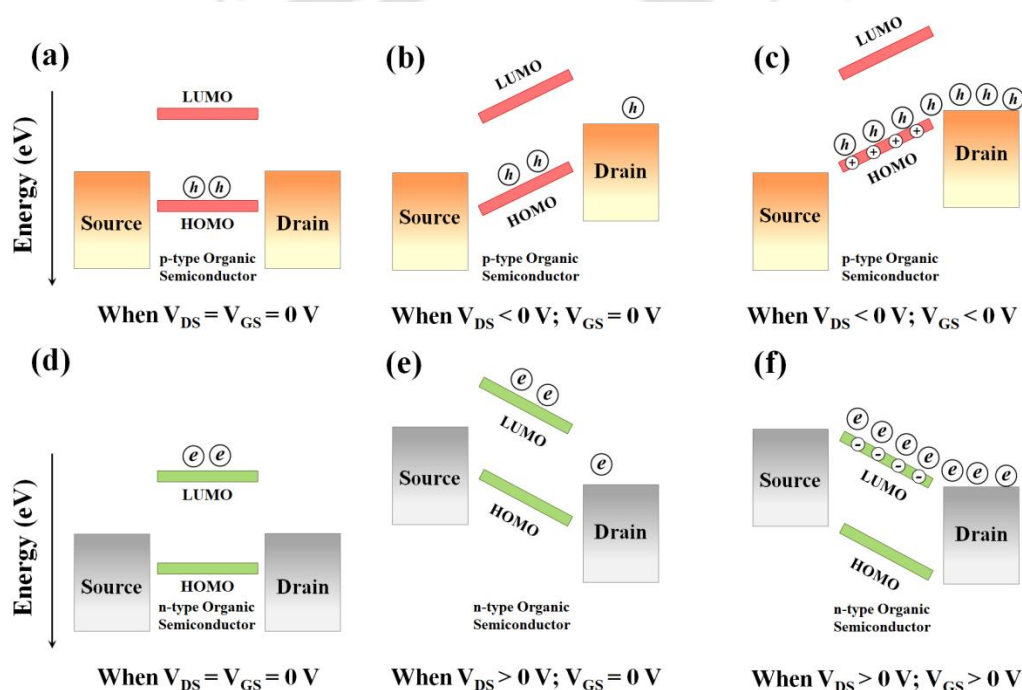 (a)
Energy (eV)
LUMO
h h
HOMO
Source
Drain
p-type Organic
Semiconductor
When VDS = VGS = 0 V
(b)
LUMO
h
h h
HOMO
Source
Drain
p-type Organic
Semiconductor
When VDS < 0 V; VGS = 0 V
(c)
LUMO
h h h h h h h
+ + + +
HOMO
Source
Drain
p-type Organic
Semiconductor
When VDS < 0 V; VGS < 0 V
(d)
Energy (eV)
e e
LUMO
Source
Drain
HOMO
n-type Organic
Semiconductor
When VDS = VGS = 0 V
(e)
e e
LUMO
e
Source
Drain
HOMO
n-type Organic
Semiconductor
When VDS > 0 V; VGS = 0 V
(f)
e e e e e e e
- - - -
LUMO
Source
Drain
HOMO
n-type Organic
Semiconductor
When VDS > 0 V; VGS > 0 V